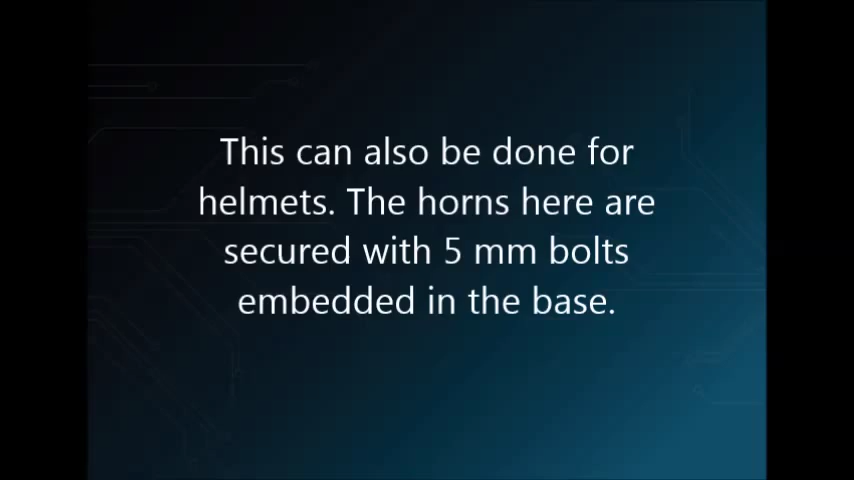 This can also be done for
helmets. The horns here are
secured with 5 mm bolts
embedded in the base.